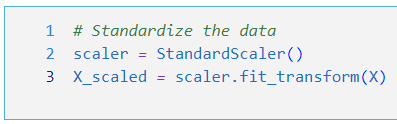 1 # Standardize the data
2 scaler = StandardScaler()
3 X_scaled = scaler.fit_transform(X)